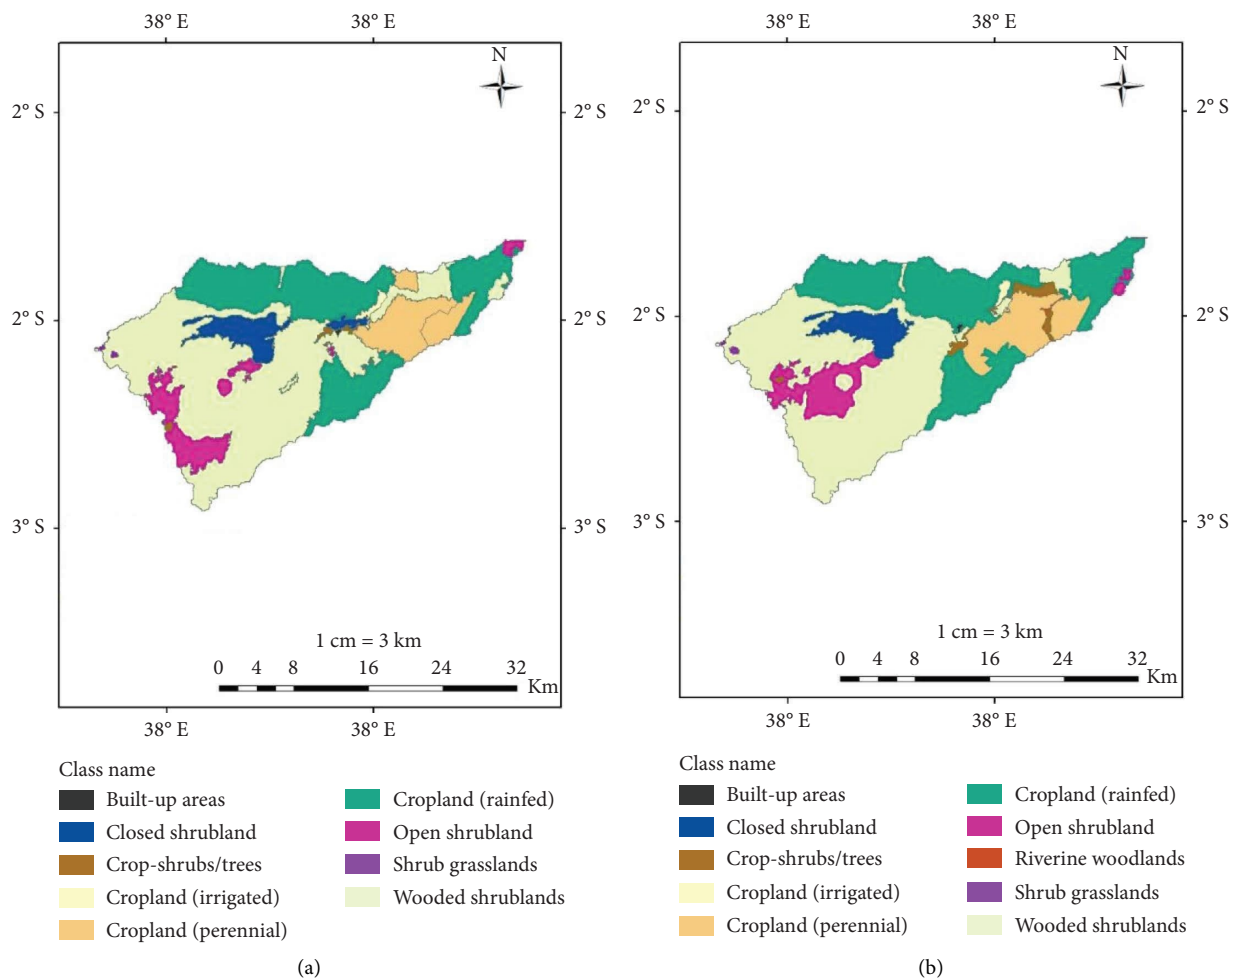 38° E 38° E
N
2° S 2° S
2° S 2° S
3° S 3° S
1 cm = 3 km
0 4 8 16 24 32
Km
38° E 38° E
Class name
Built-up areas
Closed shrubland
Crop-shrubs/trees
Cropland (irrigated)
Cropland (perennial)
Cropland (rainfed)
Open shrubland
Shrub grasslands
Wooded shrublands
(a)
38° E 38° E
N
2° S 2° S
2° S 2° S
3° S 3° S
1 cm = 3 km
0 4 8 16 24 32
Km
38° E 38° E
Class name
Built-up areas
Closed shrubland
Crop-shrubs/trees
Cropland (irrigated)
Cropland (perennial)
Cropland (rainfed)
Open shrubland
Riverine woodlands
Shrub grasslands
Wooded shrublands
(b)